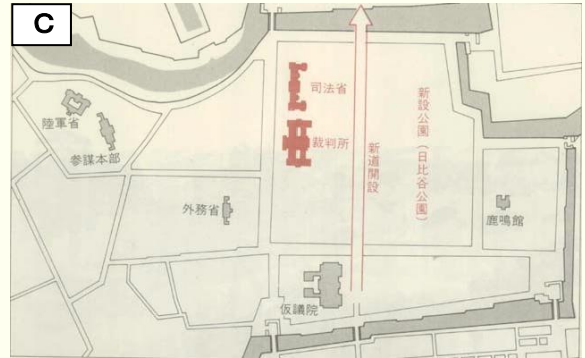 C
陸軍省
参謀本部
外務省
司法省
裁判所
新道開設
新設公園（日比谷公園）
鹿鳴館
仮議院